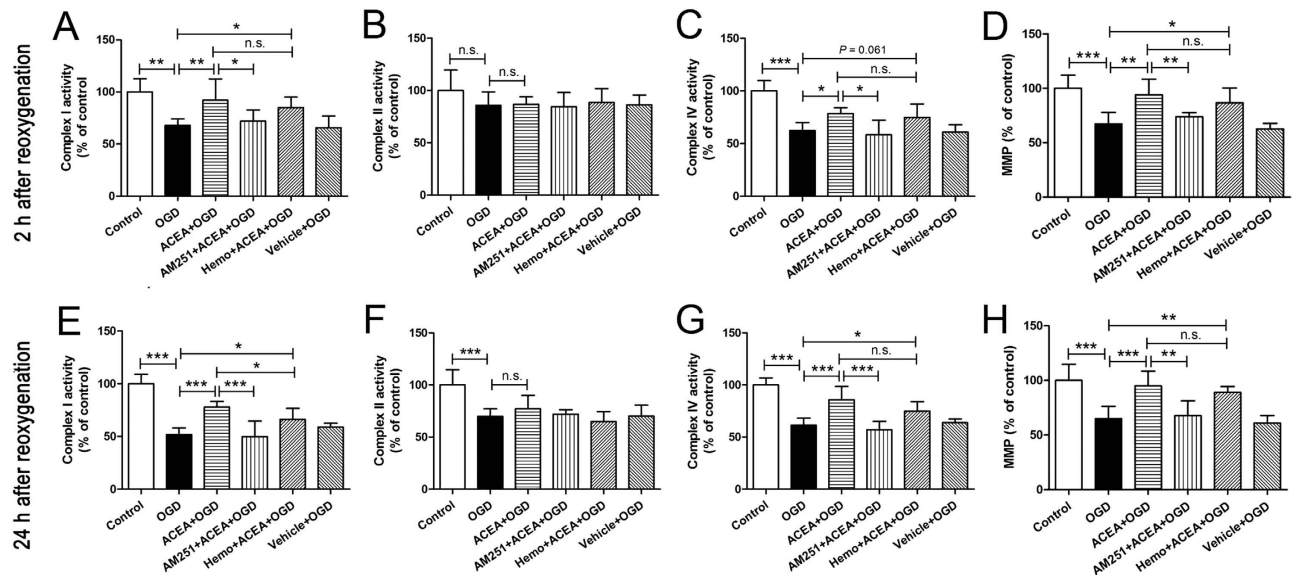 2 h after reoxygenation
A
Complex I activity
(% of control)
150
100
50
0
**
**
*
n.s.
*
Control
OGD
ACEA+OGD
AM251+ACEA+OGD
Hemo+ACEA+OGD
Vehicle+OGD
B
Complex II activity
(% of control)
150
100
50
0
n.s.
n.s.
Control
OGD
ACEA+OGD
AM251+ACEA+OGD
Hemo+ACEA+OGD
Vehicle+OGD
C
Complex IV activity
(% of control)
150
100
50
0
***
*
*
n.s.
P = 0.061
Control
OGD
ACEA+OGD
AM251+ACEA+OGD
Hemo+ACEA+OGD
Vehicle+OGD
D
MMP (% of control)
150
100
50
0
***
**
**
n.s.
*
Control
OGD
ACEA+OGD
AM251+ACEA+OGD
Hemo+ACEA+OGD
Vehicle+OGD
24 h after reoxygenation
E
Complex I activity
(% of control)
150
100
50
0
***
***
***
*
*
Control
OGD
ACEA+OGD
AM251+ACEA+OGD
Hemo+ACEA+OGD
Vehicle+OGD
F
Complex II activity
(% of control)
150
100
50
0
***
n.s.
Control
OGD
ACEA+OGD
AM251+ACEA+OGD
Hemo+ACEA+OGD
Vehicle+OGD
G
Complex IV activity
(% of control)
150
100
50
0
***
***
***
n.s.
*
Control
OGD
ACEA+OGD
AM251+ACEA+OGD
Hemo+ACEA+OGD
Vehicle+OGD
H
MMP (% of control)
150
100
50
0
***
***
**
n.s.
**
Control
OGD
ACEA+OGD
AM251+ACEA+OGD
Hemo+ACEA+OGD
Vehicle+OGD